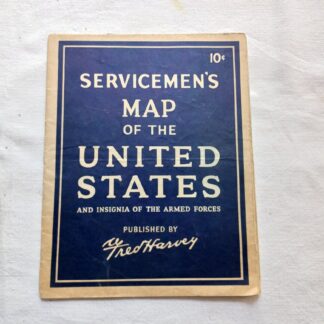 10¢
SERVICEMEN'S
MAP
OF THE
UNITED
STATES
AND INSIGNIA OF THE ARMED FORCES
PUBLISHED BY
Fred Harvey